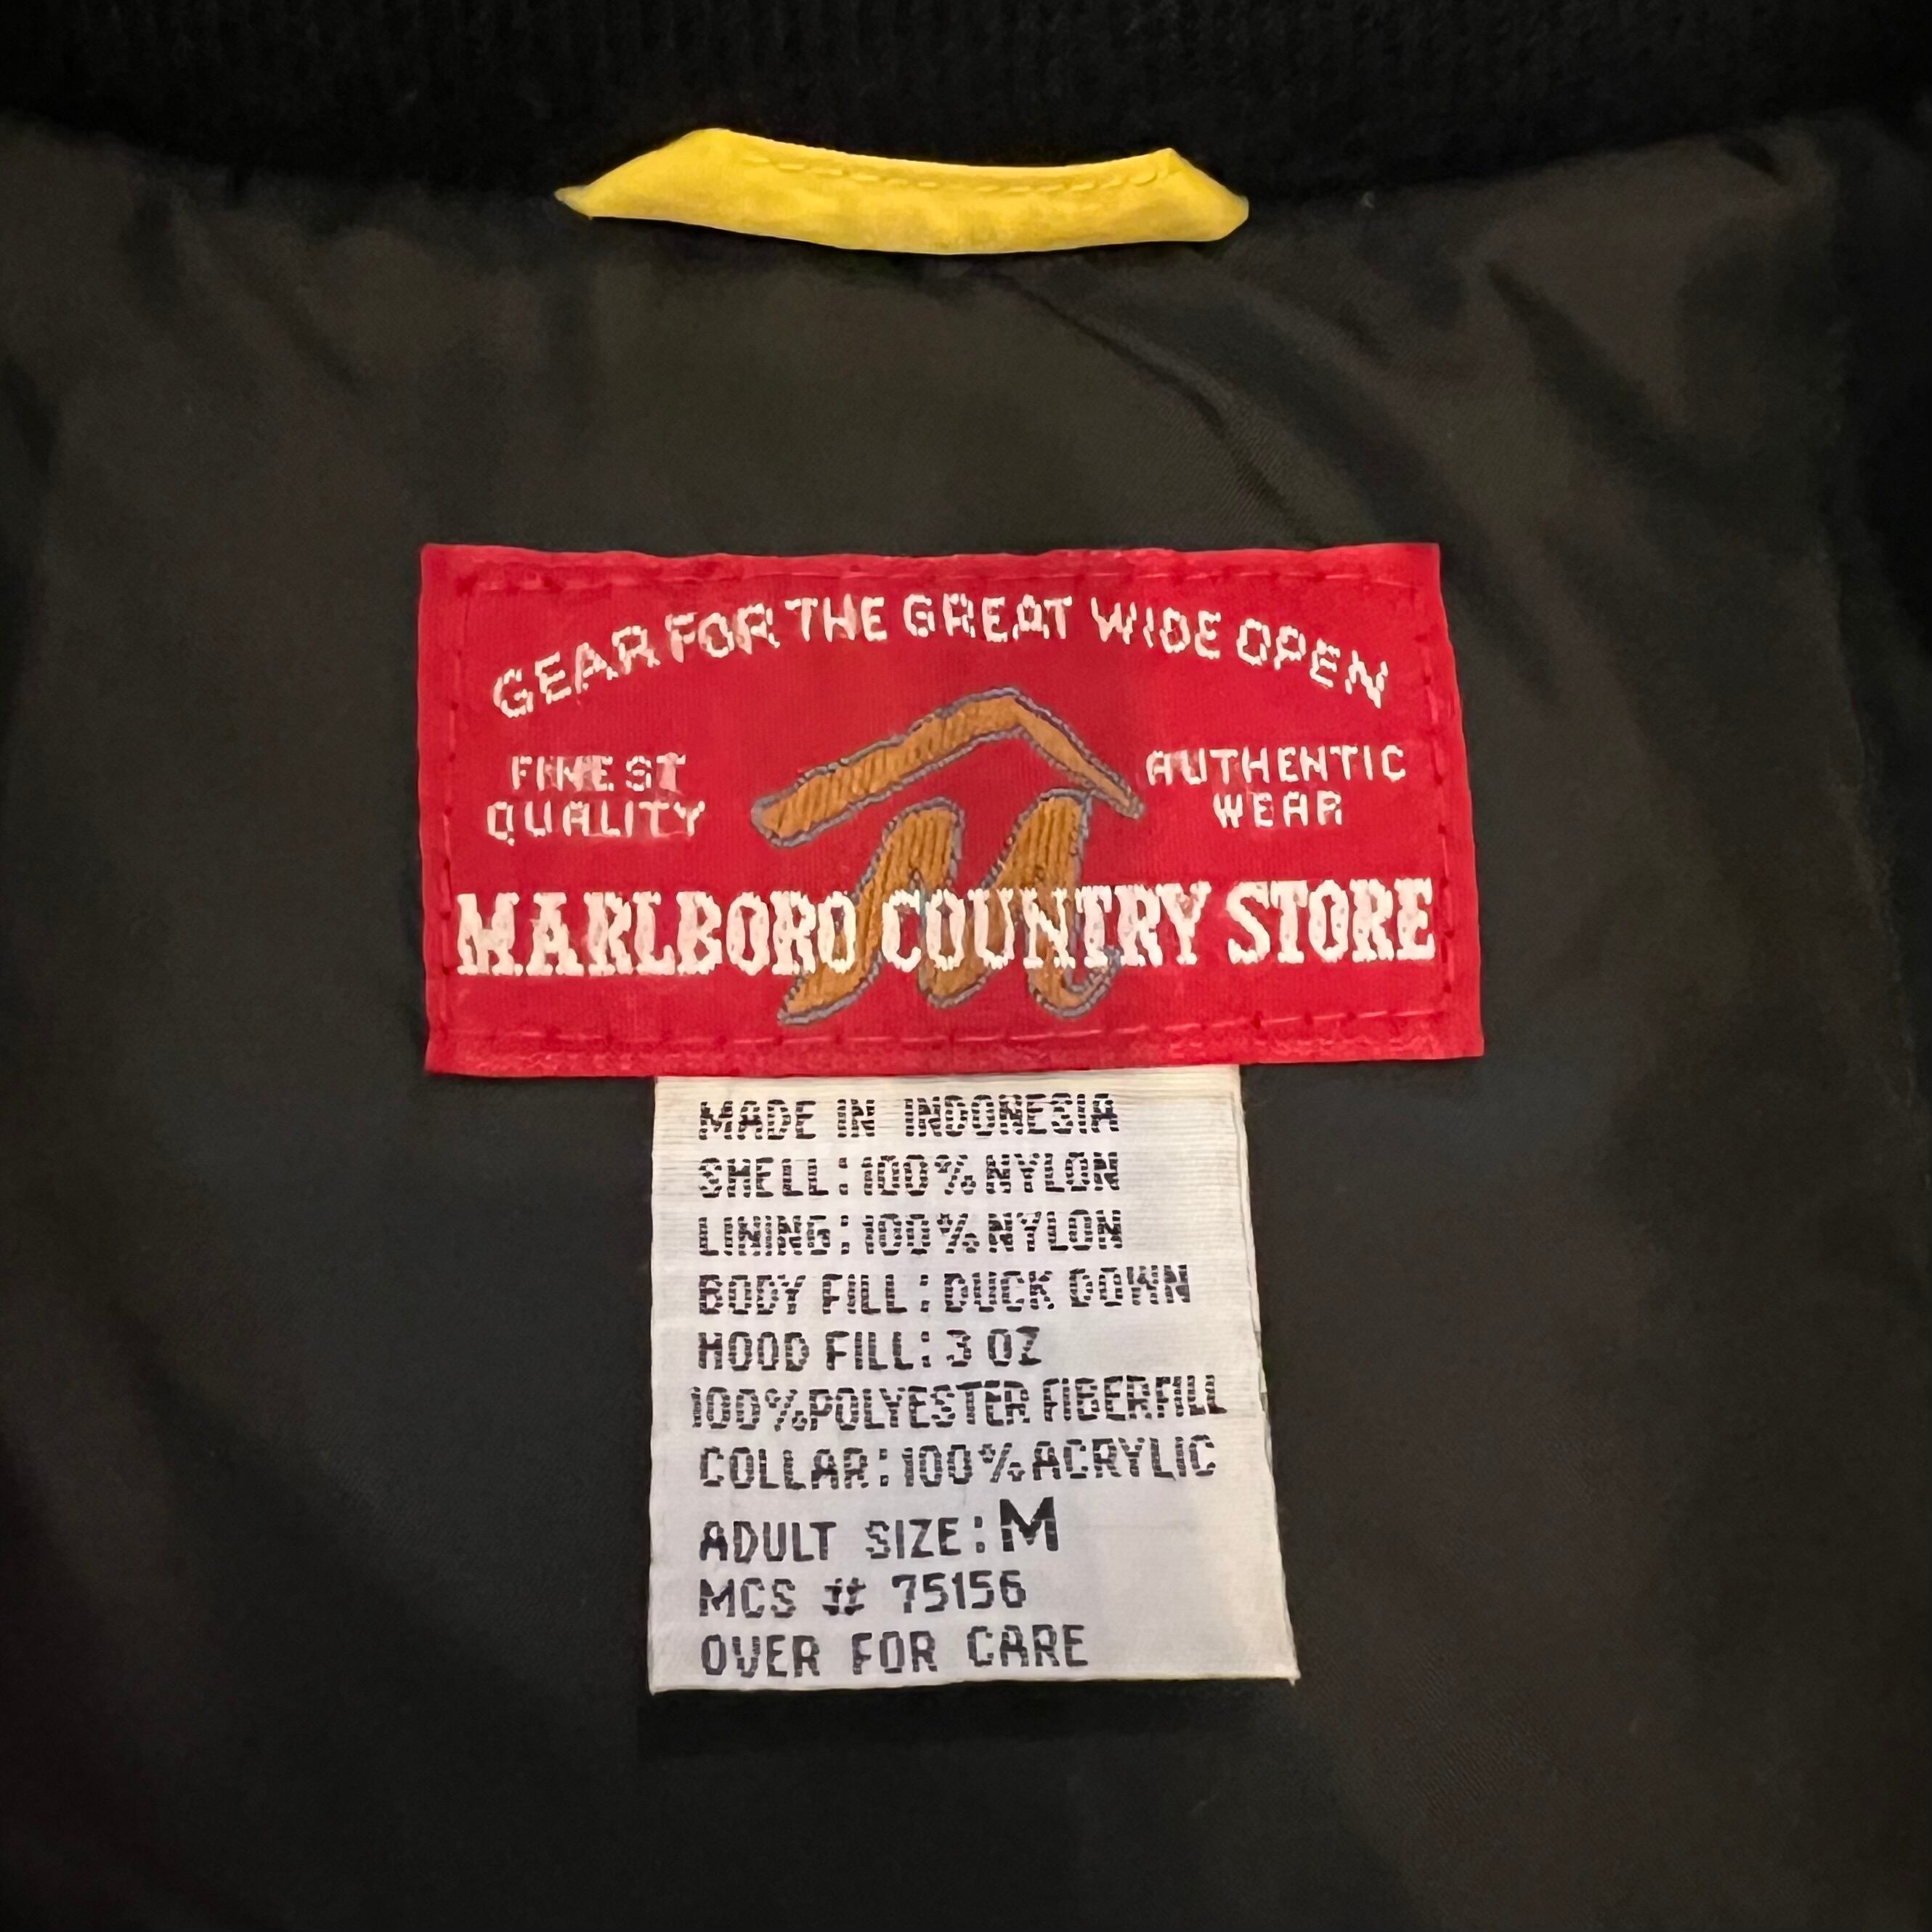 GEAR FOR THE GREAT WIDE OPEN
FINEST
QUALITY
AUTHENTIC
WEAR
MARLBORO COUNTRY STORE
MADE IN INDONESIA
SHELL:100%NYLON
LINING:100%NYLON
BODY FILL:DUCK DOWN
HOOD FILL:3 OZ
100%POLYESTER FIBERFILL
COLLAR:100%ACRYLIC
ADULT SIZE:M
MCS # 75156
OVER FOR CARE